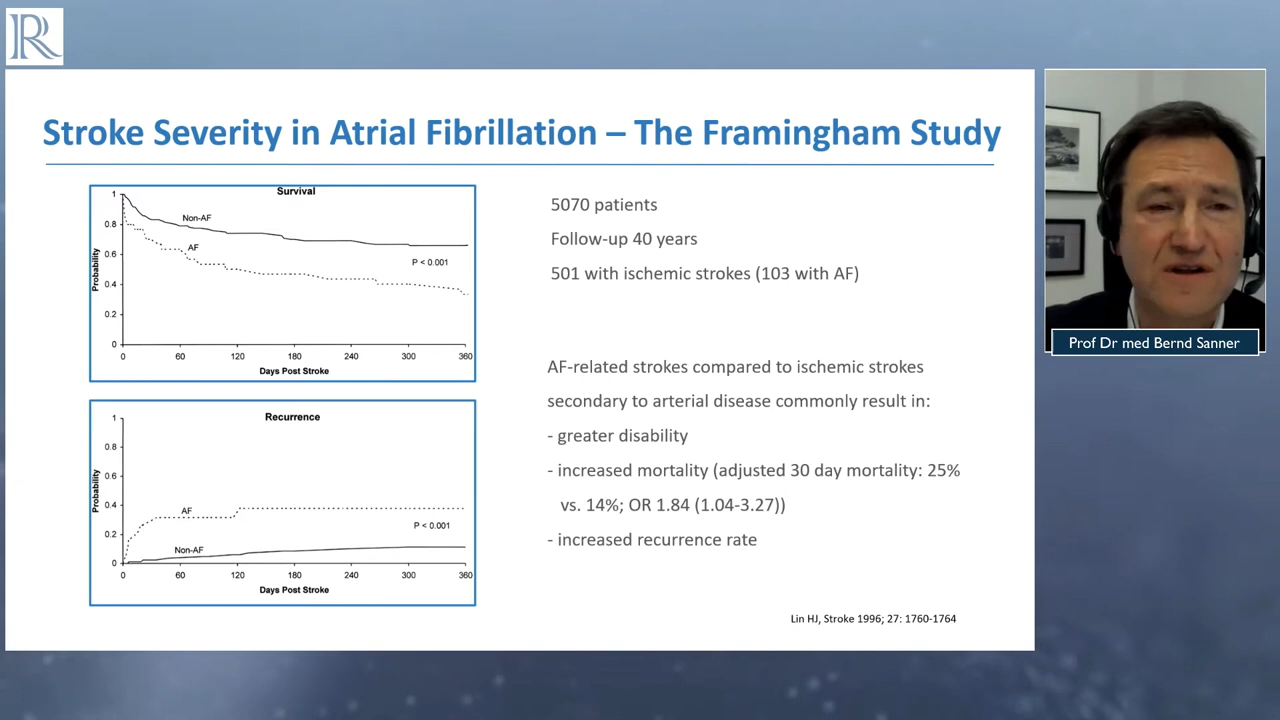 R
Stroke Severity in Atrial Fibrillation – The Framingham Study
Survival
Probability
1
0.8
0.6
0.4
0.2
0
Non-AF
AF
P < 0.001
0 60 120 180 240 300 360
Days Post Stroke
Recurrence
Probability
1
0.8
0.6
0.4
0.2
0
AF
Non-AF
P < 0.001
0 60 120 180 240 300 360
Days Post Stroke
5070 patients
Follow-up 40 years
501 with ischemic strokes (103 with AF)
AF-related strokes compared to ischemic strokes
secondary to arterial disease commonly result in:
- greater disability
- increased mortality (adjusted 30 day mortality: 25%
vs. 14%; OR 1.84 (1.04-3.27))
- increased recurrence rate
Lin HJ, Stroke 1996; 27: 1760-1764
Prof Dr med Bernd Sanner